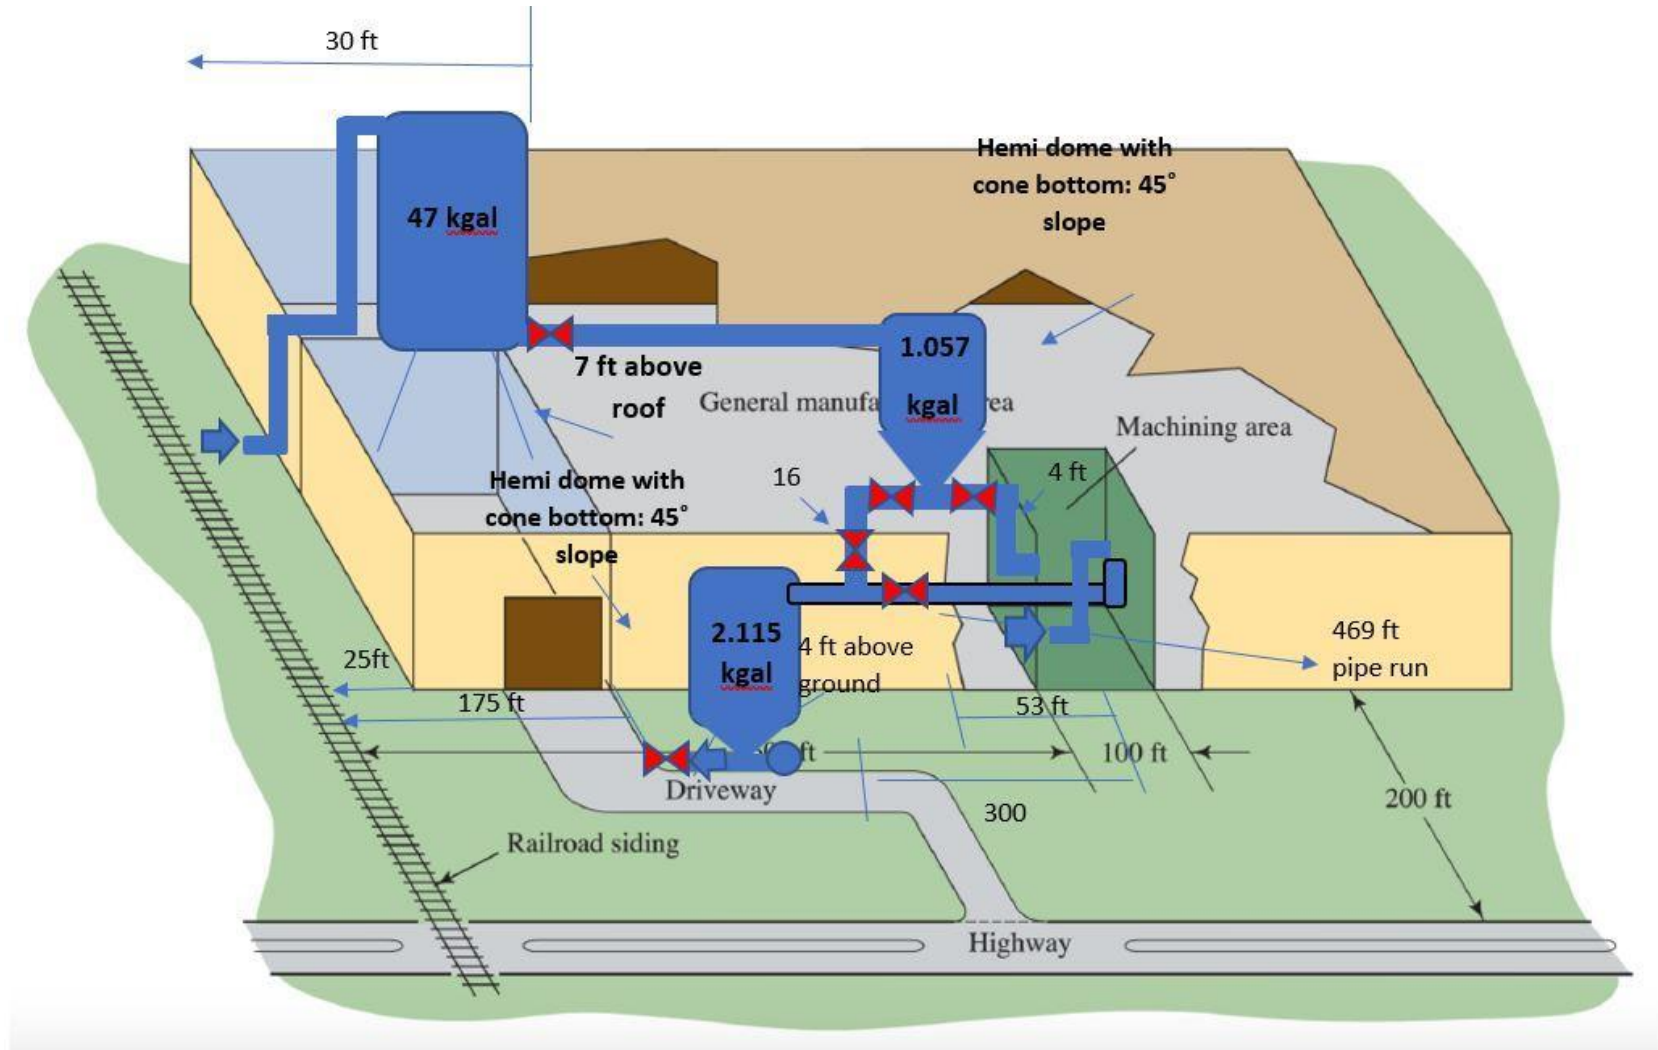 30 ft
Hemi dome with
cone bottom: 45°
slope
47 kgal
1.057
kgal
7 ft above
roof
General manufa
rea
Machining area
16
4 ft
Hemi dome with
cone bottom: 45°
slope
2.115
kgal
4 ft above
ground
469 ft
pipe run
25ft
175 ft
53 ft
ft
100 ft
Driveway
200 ft
300
Railroad siding
Highway